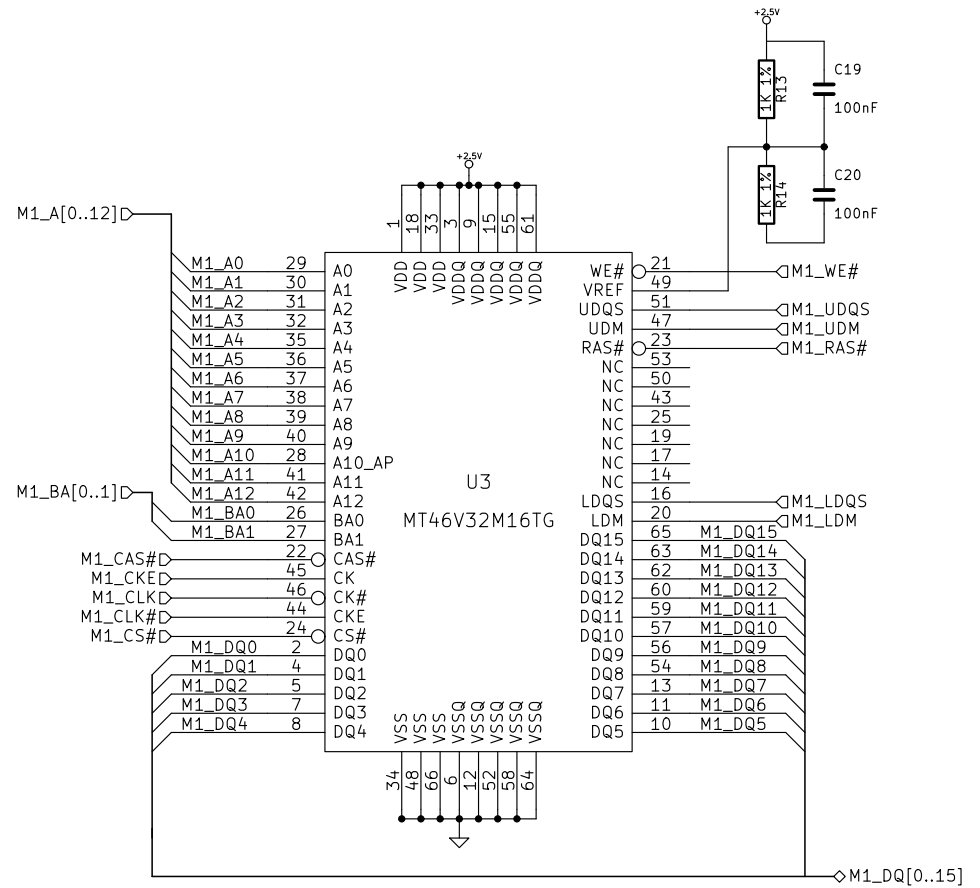 +2.5V
C19
100nF
1K 1%
R13
C20
100nF
1K 1%
R14
+2.5V
M1_A[0..12]
1 18 33 3 9 15 55 61
VDD VDD VDD VDDQ VDDQ VDDQ VDDQ VDDQ
M1_A0 29 A0 WE# 21 M1_WE#
M1_A1 30 A1 VREF 49
M1_A2 31 A2 UDQS 51 M1_UDQS
M1_A3 32 A3 UDM 47 M1_UDM
M1_A4 35 A4 RAS# 23 M1_RAS#
M1_A5 36 A5 NC 53
M1_A6 37 A6 NC 50
M1_A7 38 A7 NC 43
M1_A8 39 A8 NC 25
M1_A9 40 A9 NC 19
M1_A10 28 A10_AP NC 17
M1_A11 41 A11 NC 14
U3
M1_BA[0..1]
M1_A12 42 A12 LDQS 16 M1_LDQS
M1_BA0 26 BA0 LDM 20 M1_LDM
MT46V32M16TG
M1_BA1 27 BA1 DQ15 65 M1_DQ15
M1_CAS# 22 CAS# DQ14 63 M1_DQ14
M1_CKE 45 CK DQ13 62 M1_DQ13
M1_CLK 46 CK# DQ12 60 M1_DQ12
M1_CLK# 44 CKE DQ11 59 M1_DQ11
M1_CS# 24 CS# DQ10 57 M1_DQ10
M1_DQ0 2 DQ0 DQ9 56 M1_DQ9
M1_DQ1 4 DQ1 DQ8 54 M1_DQ8
M1_DQ2 5 DQ2 DQ7 13 M1_DQ7
M1_DQ3 7 DQ3 DQ6 11 M1_DQ6
M1_DQ4 8 DQ4 DQ5 10 M1_DQ5
VSS VSS VSS VSSQ VSSQ VSSQ VSSQ VSSQ
34 48 66 6 12 52 58 64
M1_DQ[0..15]